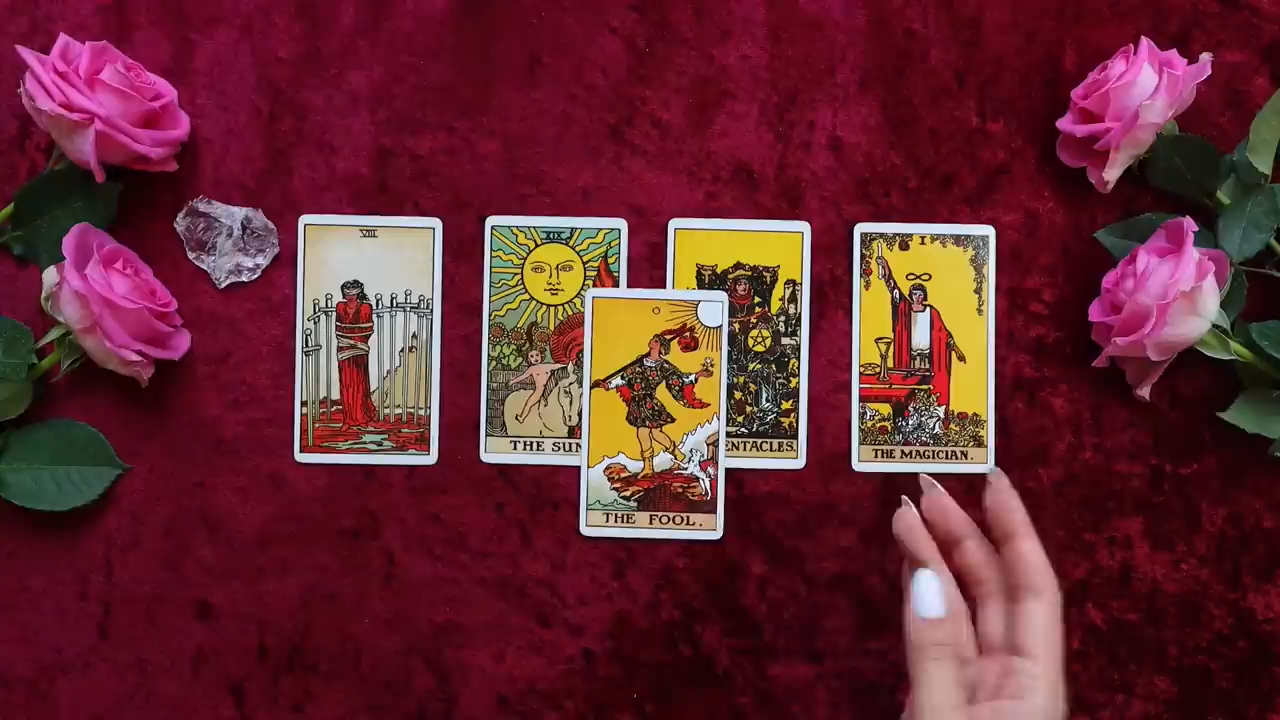 VIII
XIX
I
THE SUN
ENTACLES.
THE MAGICIAN.
THE FOOL.